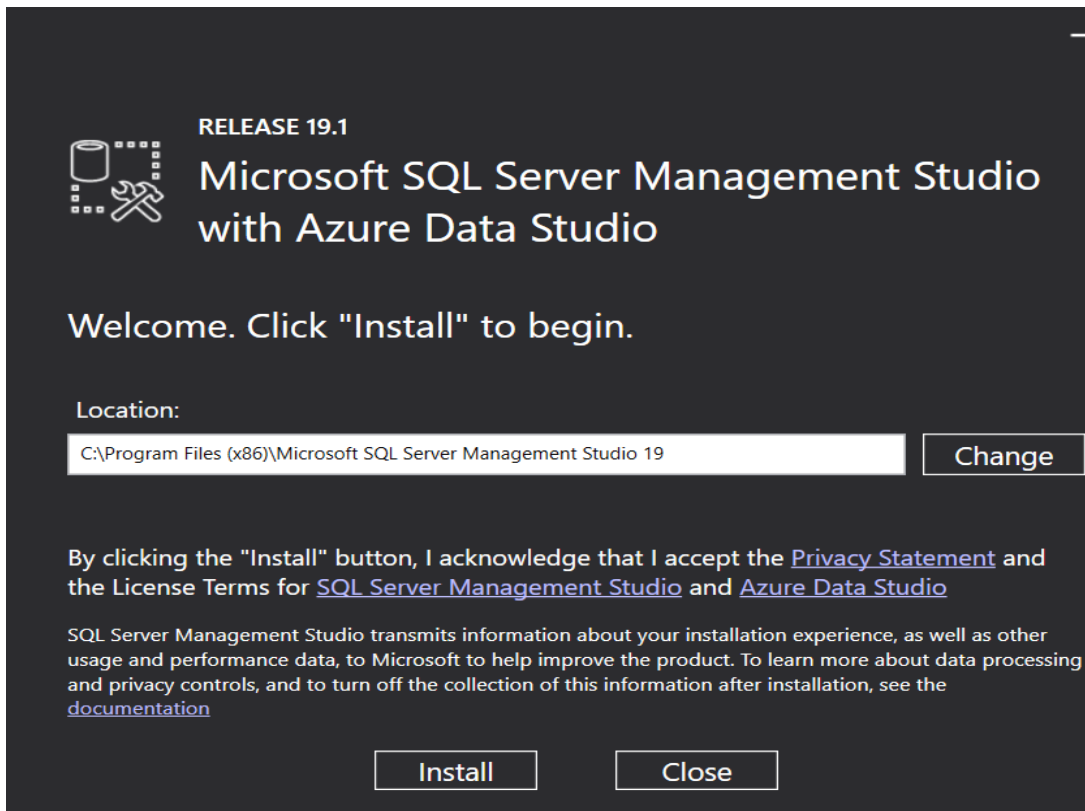 RELEASE 19.1
Microsoft SQL Server Management Studio
with Azure Data Studio
Welcome. Click "Install" to begin.
Location:
C:\Program Files (x86)\Microsoft SQL Server Management Studio 19
Change
By clicking the "Install" button, I acknowledge that I accept the Privacy Statement and
the License Terms for SQL Server Management Studio and Azure Data Studio
SQL Server Management Studio transmits information about your installation experience, as well as other
usage and performance data, to Microsoft to help improve the product. To learn more about data processing
and privacy controls, and to turn off the collection of this information after installation, see the
documentation
Install
Close